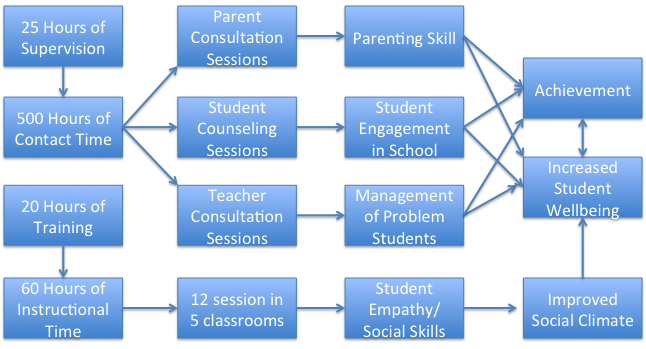 25 Hours of
Supervision
Parent
Consultation
Sessions
Parenting Skill
500 Hours of
Contact Time
Student
Counseling
Sessions
Student
Engagement
in School
Achievement
20 Hours of
Training
Teacher
Consultation
Sessions
Management
of Problem
Students
Increased
Student
Wellbeing
60 Hours of
Instructional
Time
12 session in
5 classrooms
Student
Empathy/
Social Skills
Improved
Social Climate